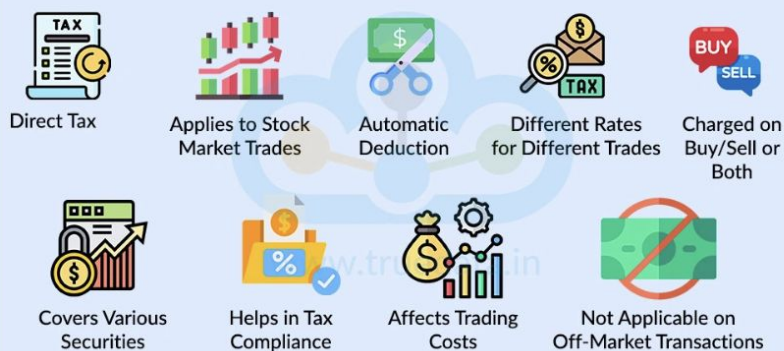 TAX
Direct Tax
Applies to Stock
Market Trades
$
Automatic
Deduction
$
%
TAX
Different Rates
for Different Trades
BUY
SELL
Charged on
Buy/Sell or
Both
$
Covers Various
Securities
$
%
Helps in Tax
Compliance
$
Affects Trading
Costs
Not Applicable on
Off-Market Transactions